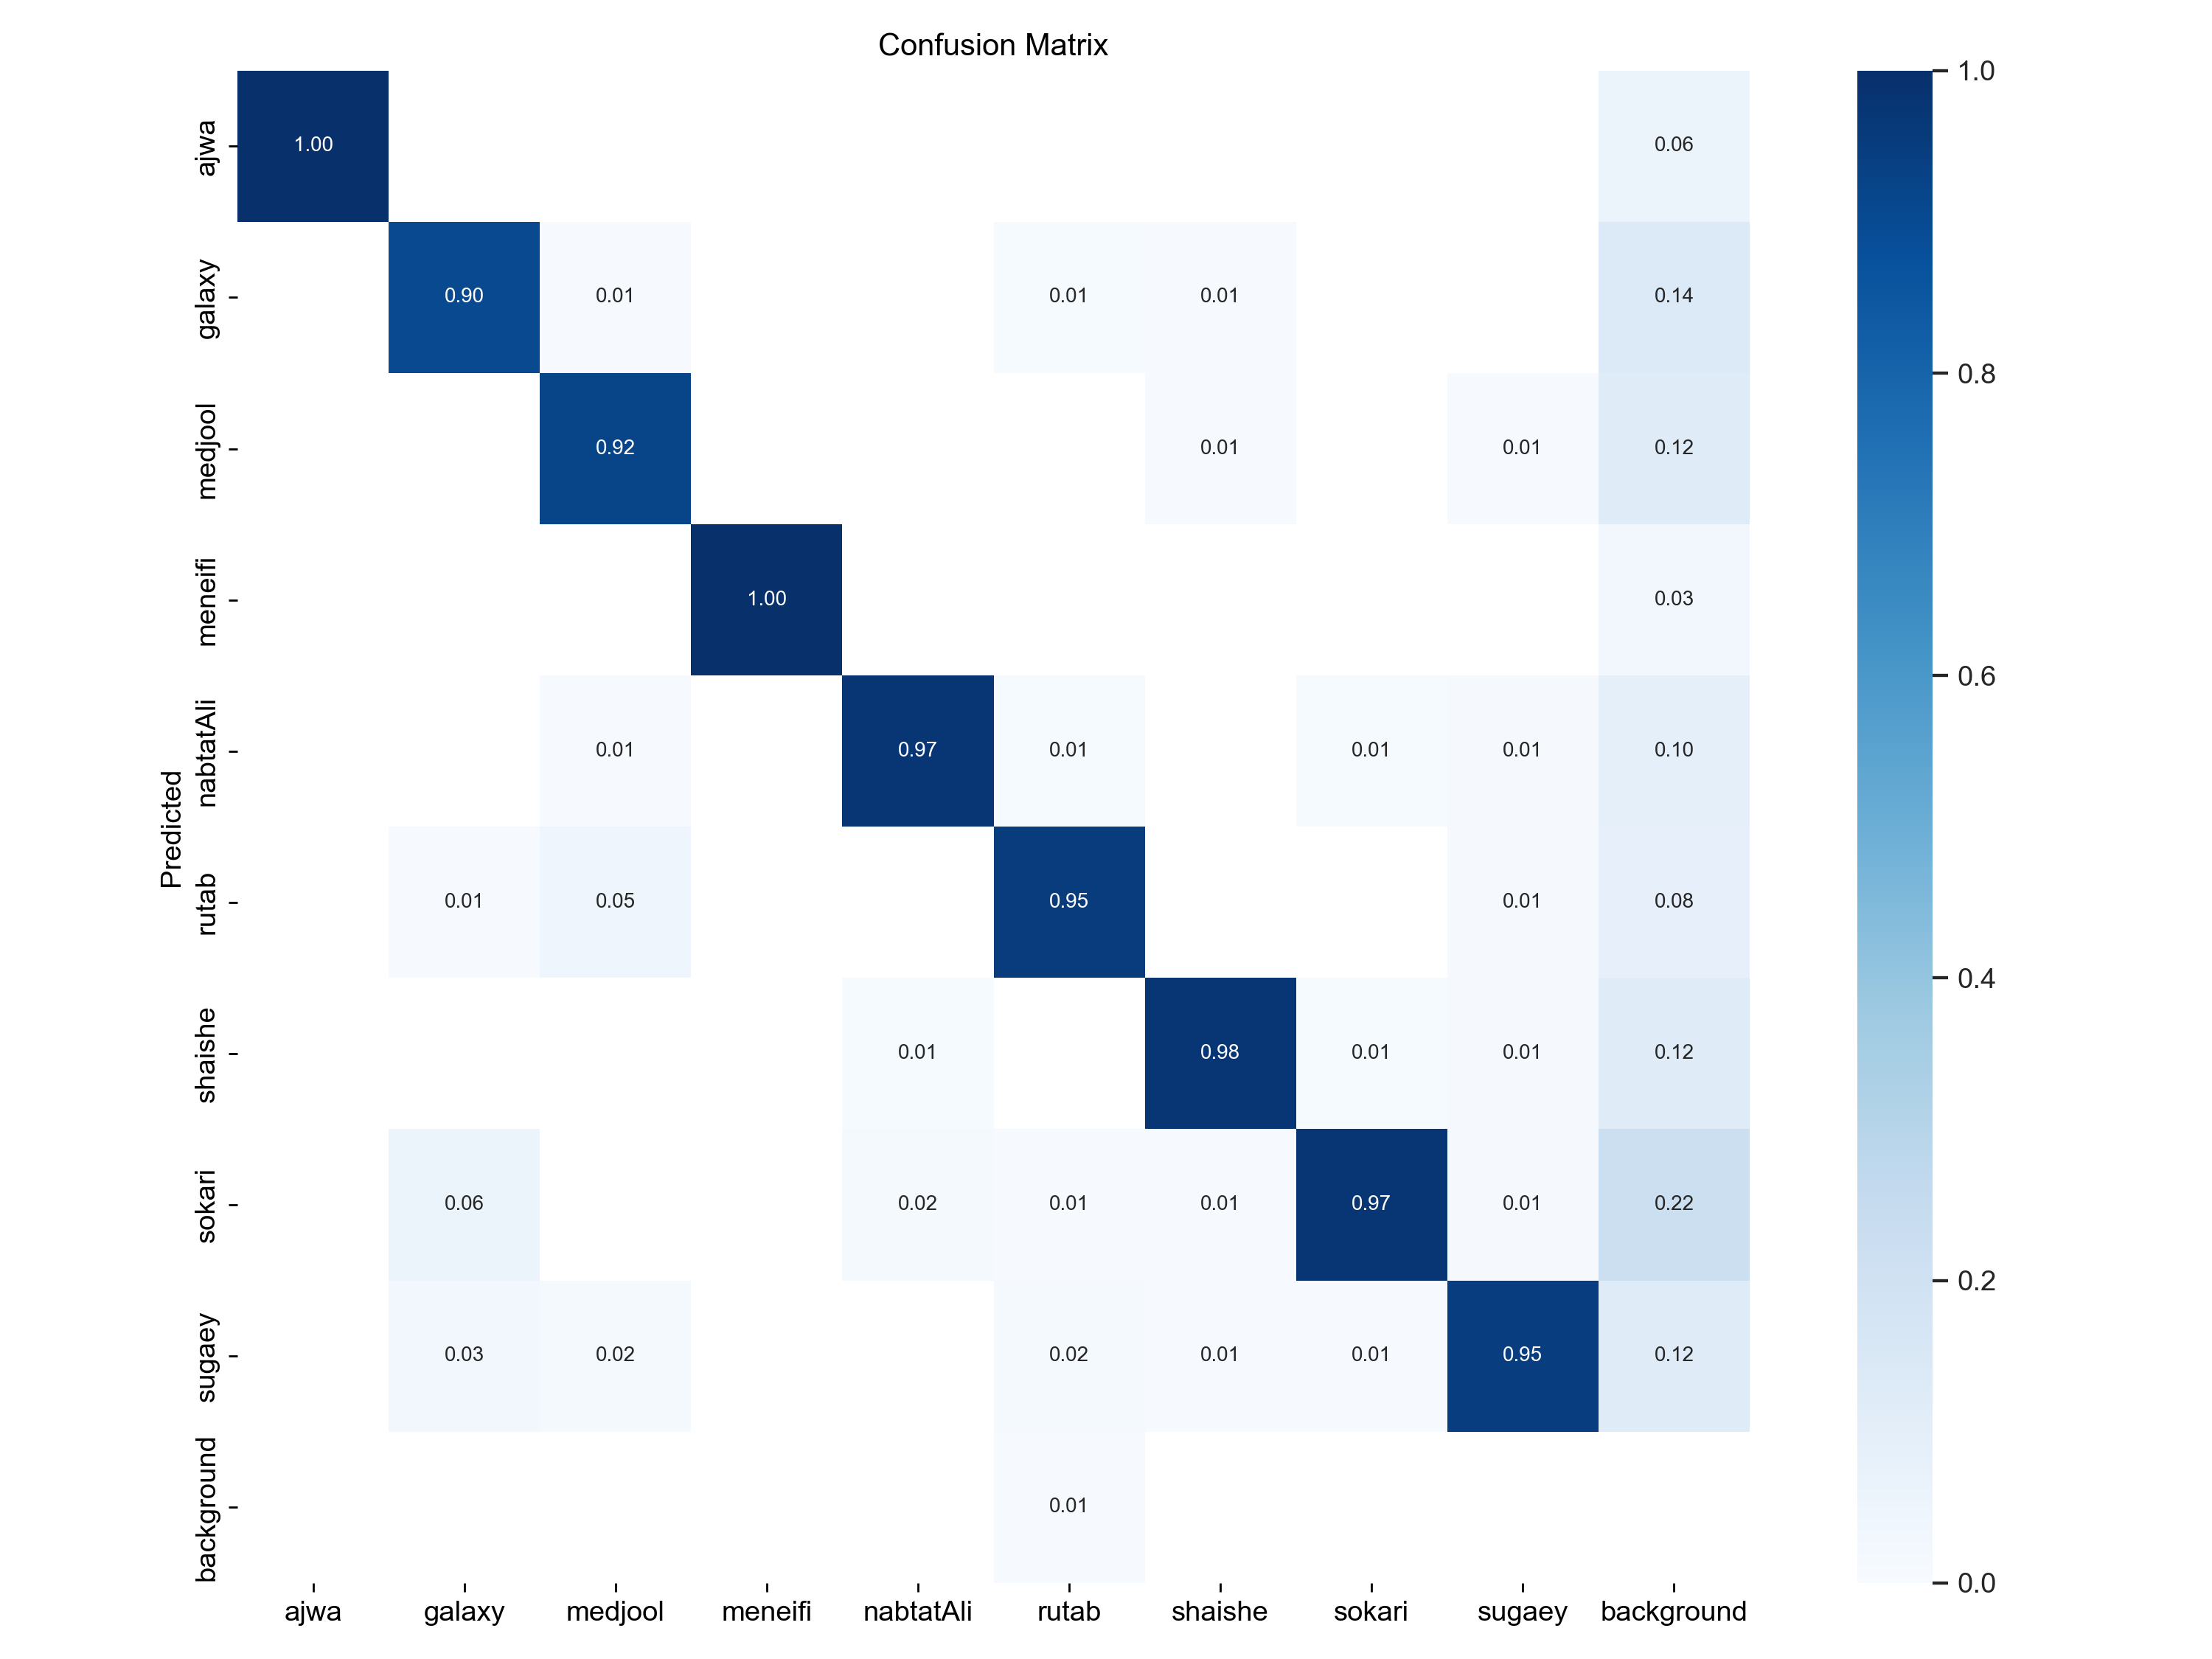 Confusion Matrix
ajwa 1.00 0.06 1.0
galaxy 0.90 0.01 0.01 0.01 0.14
medjool 0.92 0.01 0.01 0.12 0.8
meneifi 1.00 0.03
nabtatAli 0.01 0.97 0.01 0.01 0.01 0.10 0.6
Predicted
rutab 0.01 0.05 0.95 0.01 0.08
0.4
shaishe 0.01 0.98 0.01 0.01 0.12
sokari 0.06 0.02 0.01 0.01 0.97 0.01 0.22
0.2
sugaey 0.03 0.02 0.02 0.01 0.01 0.95 0.12
background 0.01
0.0
ajwa galaxy medjool meneifi nabtatAli rutab shaishe sokari sugaey background